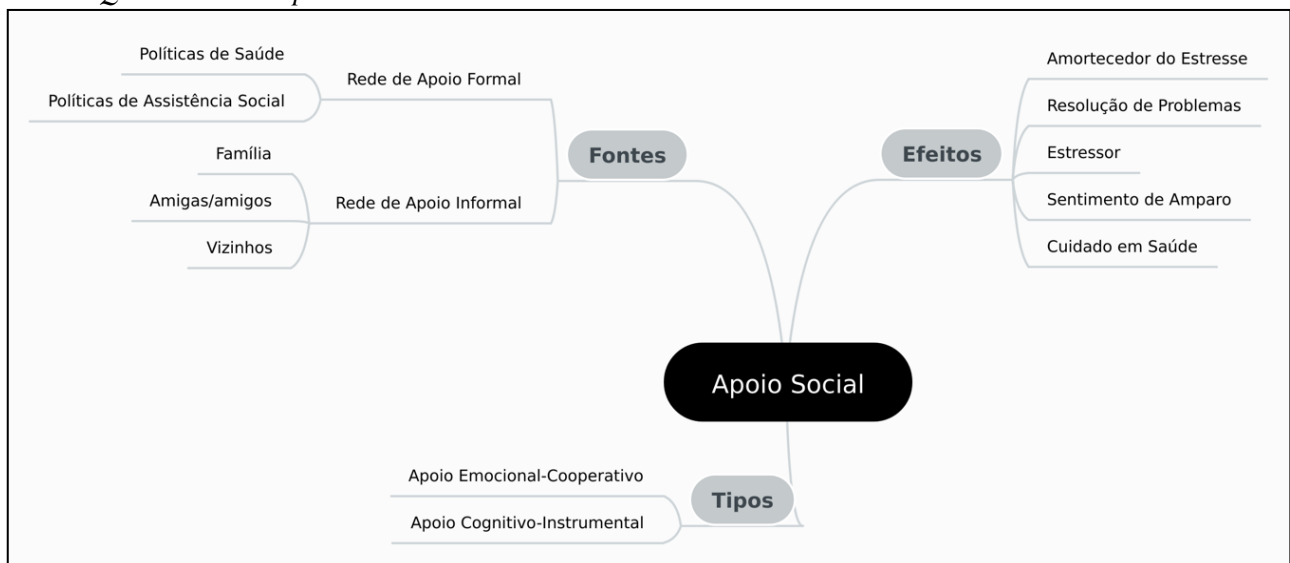 Políticas de Saúde
Políticas de Assistência Social
Rede de Apoio Formal
Família
Amigas/amigos
Vizinhos
Rede de Apoio Informal
Fontes
Efeitos
Amortecedor do Estresse
Resolução de Problemas
Estressor
Sentimento de Amparo
Cuidado em Saúde
Apoio Social
Apoio Emocional-Cooperativo
Apoio Cognitivo-Instrumental
Tipos